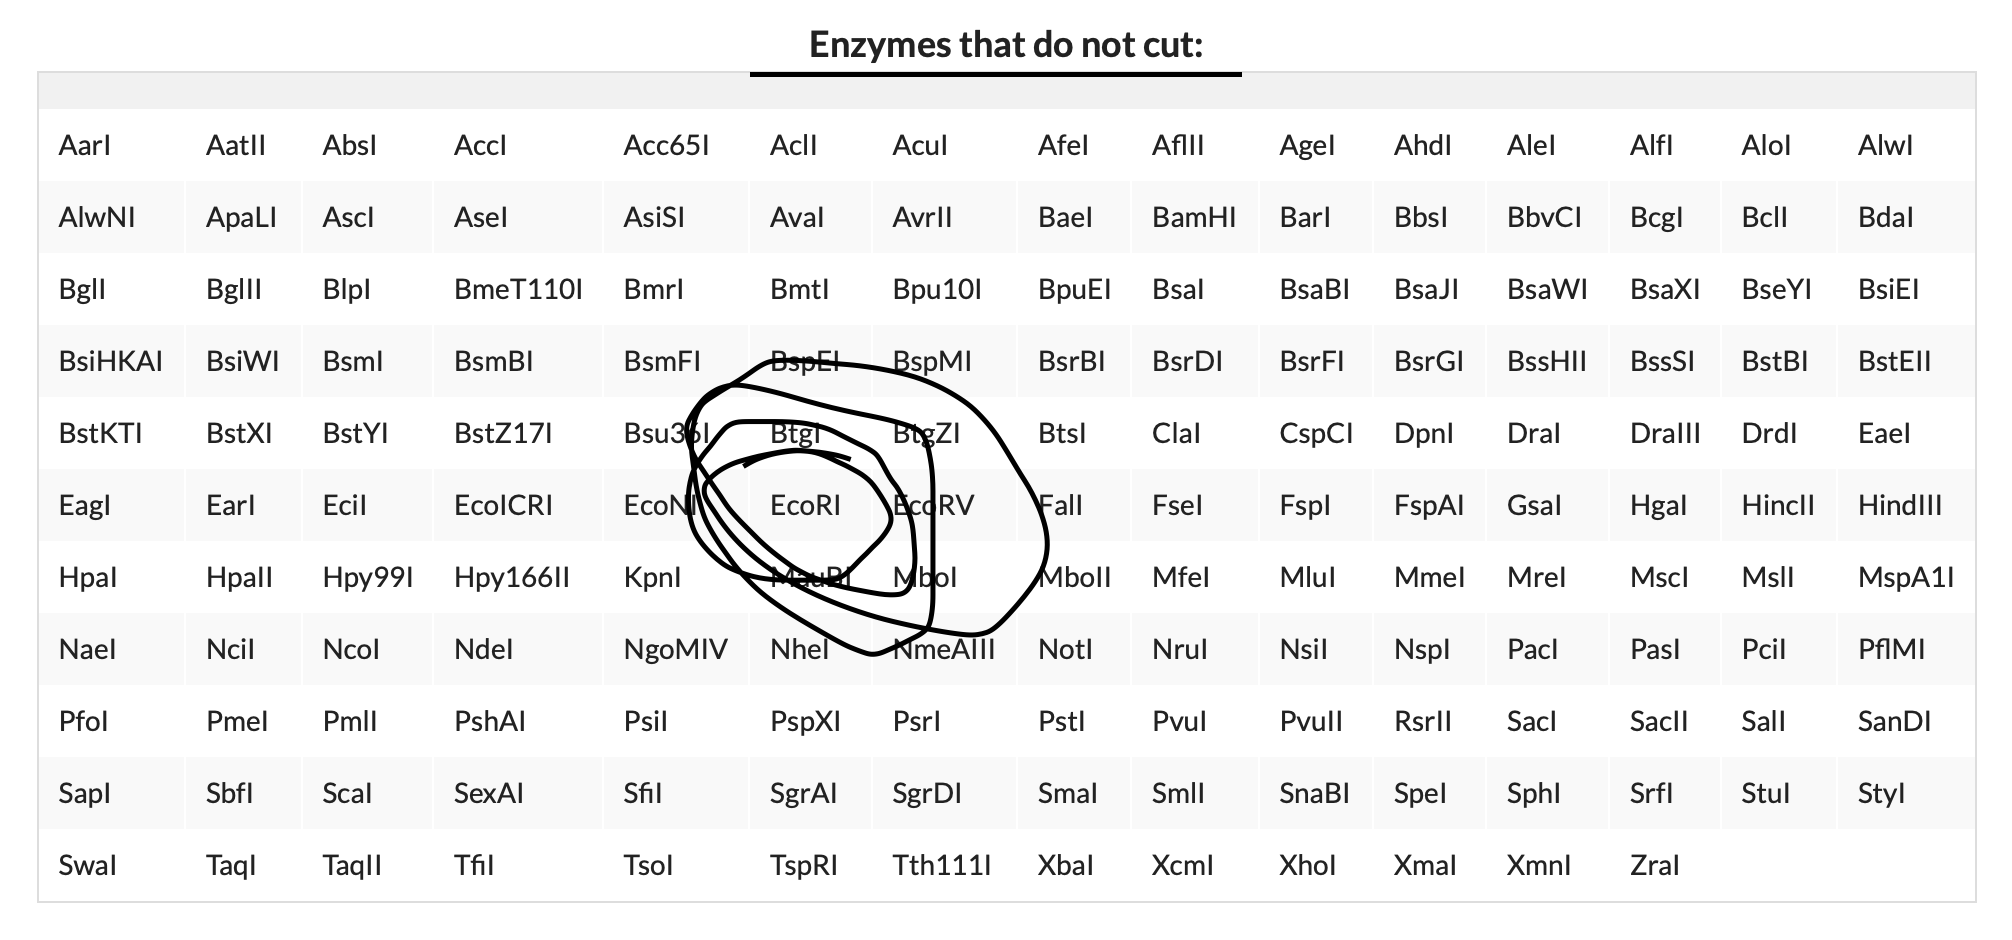 Enzymes that do not cut:
AarI AatII AbsI AccI Acc65I AclI AcuI AfeI AflII AgeI AhdI AleI AlfI AloI AlwI
AlwNI ApaLI AscI AseI AsiSI AvaI AvrII BaeI BamHI BarI BbsI BbvCI BcgI BclI BdaI
BglI BglII BlpI BmeT110I BmrI BmtI Bpu10I BpuEI BsaI BsaBI BsaJI BsaWI BsaXI BseYI BsiEI
BsiHKAI BsiWI BsmI BsmBI BsmFI BspEI BspMI BsrBI BsrDI BsrFI BsrGI BssHII BssSI BstBI BstEII
BstKTI BstXI BstYI BstZ17I Bsu36I BtgI BtgZI BtsI ClaI CspCI DpnI DraI DraIII DrdI EaeI
EagI EarI EciI EcoICRI EcoNI EcoRI EcoRV FalI FseI FspI FspAI GsaI HgaI HincII HindIII
HpaI HpaII Hpy99I Hpy166II KpnI MauBI MboI MboII MfeI MluI MmeI MreI MscI MslI MspA1I
NaeI NciI NcoI NdeI NgoMIV NheI NmeAIII NotI NruI NsiI NspI PacI PasI PciI PflMI
PfoI PmeI PmlI PshAI PsiI PspXI PsrI PstI PvuI PvuII RsrII SacI SacII SalI SanDI
SapI SbfI ScaI SexAI SfiI SgrAI SgrDI SmaI SmlI SnaBI SpeI SphI SrfI StuI StyI
SwaI TaqI TaqII TfiI TsoI TspRI Tth111I XbaI XcmI XhoI XmaI XmnI ZraI